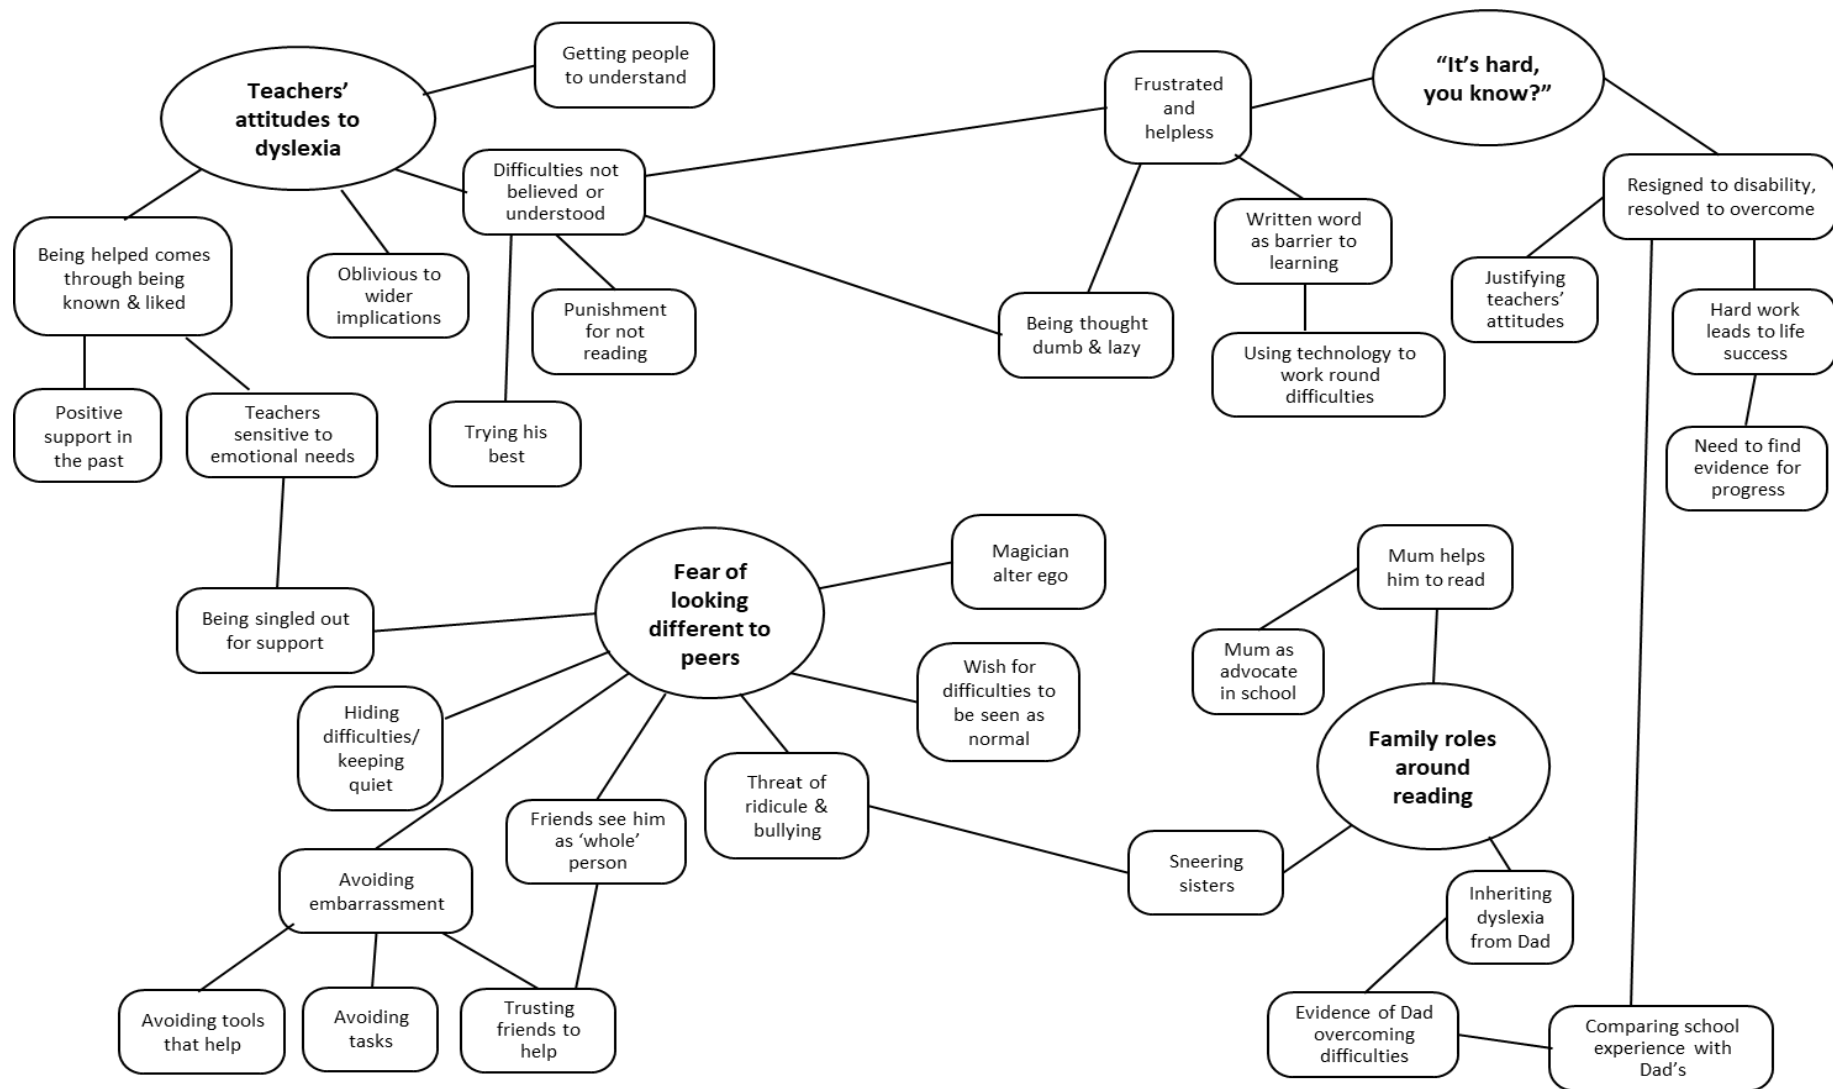 Teachers’
attitudes to
dyslexia
Getting people
to understand
Difficulties not
believed or
understood
Being helped comes
through being
known & liked
Oblivious to
wider
implications
Punishment
for not
reading
Positive
support in
the past
Teachers
sensitive to
emotional needs
Trying his
best
“It’s hard,
you know?”
Frustrated
and
helpless
Resigned to disability,
resolved to overcome
Written word
as barrier to
learning
Justifying
teachers’
attitudes
Being thought
dumb & lazy
Hard work
leads to life
success
Using technology to
work round
difficulties
Need to find
evidence for
progress
Fear of
looking
different to
peers
Magician
alter ego
Being singled out
for support
Wish for
difficulties to
be seen as
normal
Hiding
difficulties/
keeping
quiet
Threat of
ridicule &
bullying
Friends see him
as ‘whole’
person
Avoiding
embarrassment
Avoiding tools
that help
Avoiding
tasks
Trusting
friends to
help
Mum helps
him to read
Mum as
advocate
in school
Family roles
around
reading
Sneering
sisters
Inheriting
dyslexia
from Dad
Evidence of Dad
overcoming
difficulties
Comparing school
experience with
Dad’s